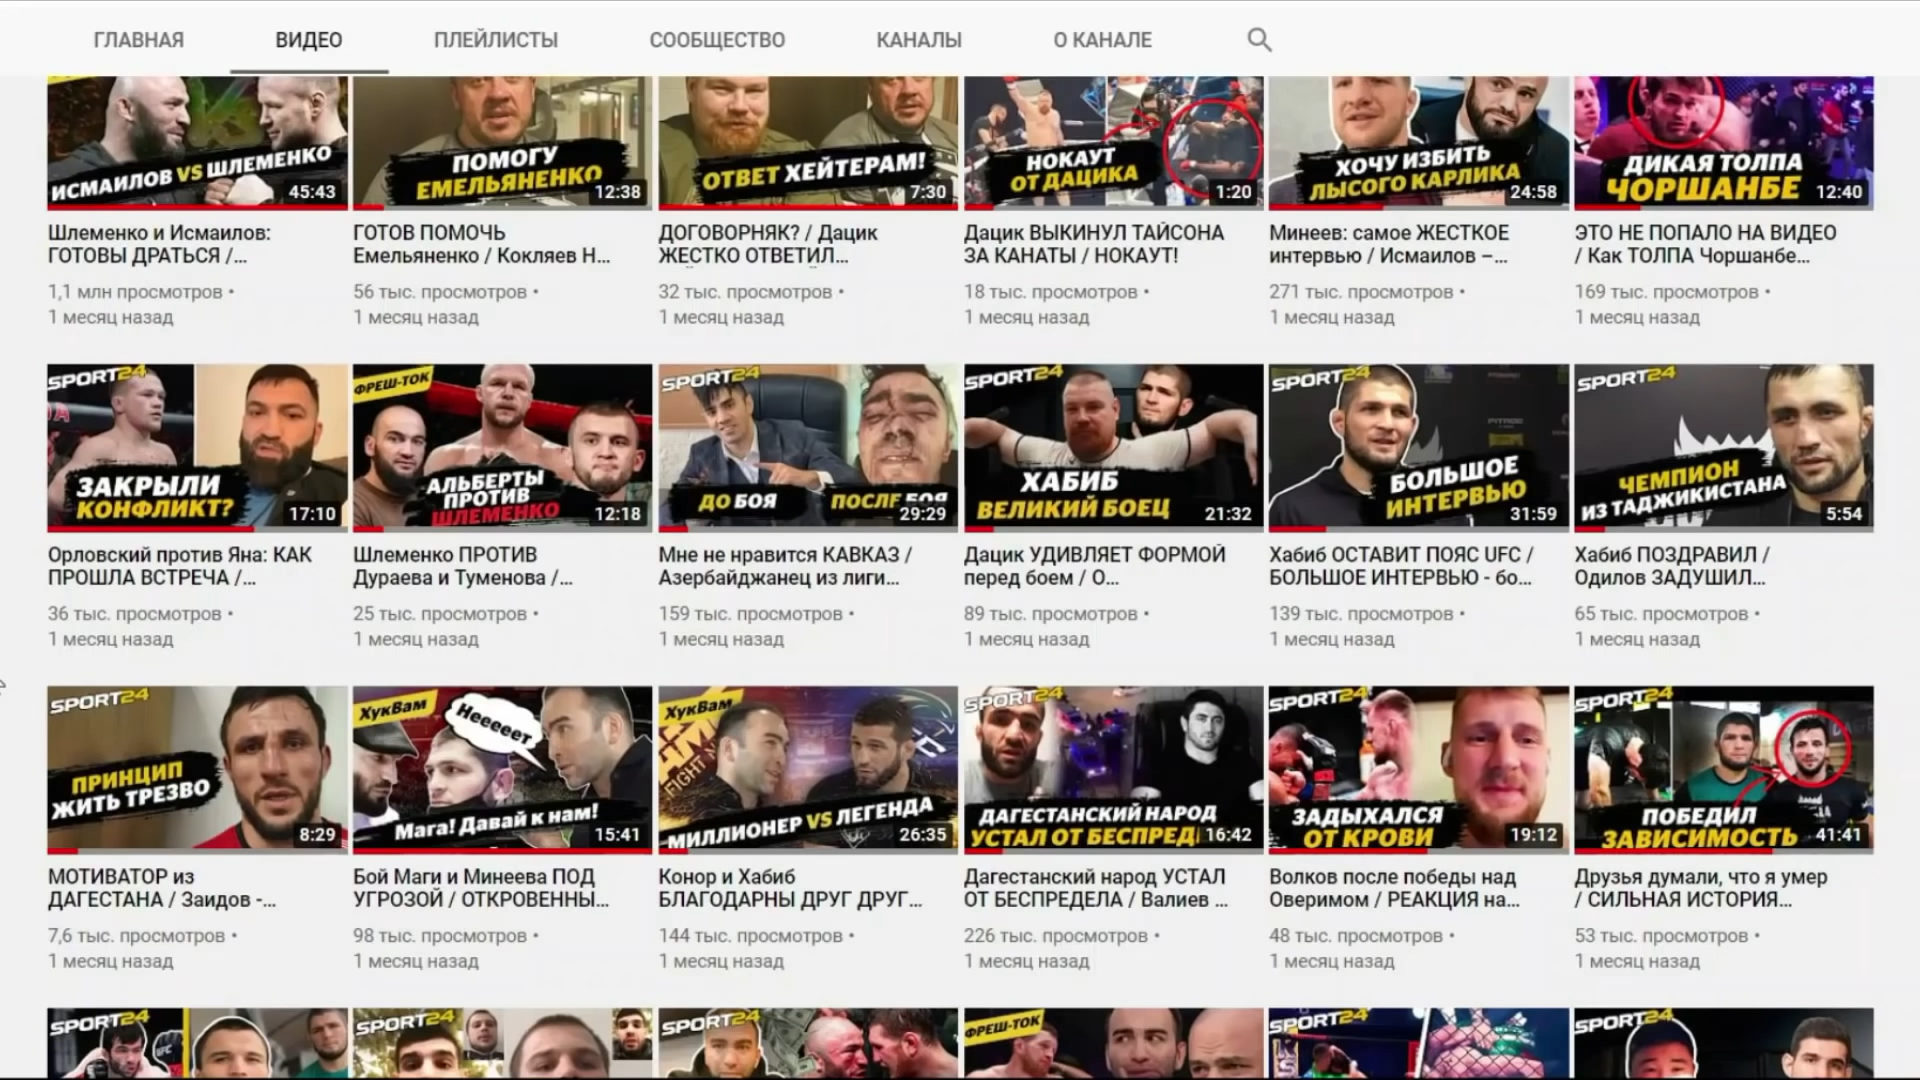 ГЛАВНАЯ ВИДЕО ПЛЕЙЛИСТЫ СООБЩЕСТВО КАНАЛЫ О КАНАЛЕ
ИСМАИЛОВ VS ШЛЕМЕНКО
45:43
Шлеменко и Исмаилов:
ГОТОВЫ ДРАТЬСЯ /...
1,1 млн просмотров •
1 месяц назад
ПОМОГУ
ЕМЕЛЬЯНЕНКО
12:38
ГОТОВ ПОМОЧЬ
Емельяненко / Кокляев Н...
56 тыс. просмотров •
1 месяц назад
ОТВЕТ ХЕЙТЕРАМ!
7:30
ДОГОВОРНЯК? / Дацик
ЖЕСТКО ОТВЕТИЛ...
32 тыс. просмотров •
1 месяц назад
НОКАУТ
ОТ ДАЦИКА
1:20
Дацик ВЫКИНУЛ ТАЙСОНА
ЗА КАНАТЫ / НОКАУТ!
18 тыс. просмотров •
1 месяц назад
ХОЧУ ИЗБИТЬ
ЛЫСОГО КАРЛИКА
24:58
Минеев: самое ЖЕСТКОЕ
интервью / Исмаилов –...
271 тыс. просмотров •
1 месяц назад
ДИКАЯ ТОЛПА
ЧОРШАНБЕ
12:40
ЭТО НЕ ПОПАЛО НА ВИДЕО
/ Как ТОЛПА Чоршанбе...
169 тыс. просмотров •
1 месяц назад
SPORT24
ЗАКРЫЛИ
КОНФЛИКТ?
17:10
Орловский против Яна: КАК
ПРОШЛА ВСТРЕЧА /...
36 тыс. просмотров •
1 месяц назад
ФРЕШ-ТОК
АЛЬБЕРТЫ
ПРОТИВ
ШЛЕМЕНКО
12:18
Шлеменко ПРОТИВ
Дураева и Туменова /...
25 тыс. просмотров •
1 месяц назад
SPORT24
ДО БОЯ ПОСЛЕ БОЯ
29:29
Мне не нравится КАВКАЗ /
Азербайджанец из лиги...
159 тыс. просмотров •
1 месяц назад
SPORT24
ХАБИБ
ВЕЛИКИЙ БОЕЦ
21:32
Дацик УДИВЛЯЕТ ФОРМОЙ
перед боем / О...
89 тыс. просмотров •
1 месяц назад
SPORT24
БОЛЬШОЕ
ИНТЕРВЬЮ
31:59
Хабиб ОСТАВИТ ПОЯС UFC /
БОЛЬШОЕ ИНТЕРВЬЮ - бо...
139 тыс. просмотров •
1 месяц назад
SPORT24
ЧЕМПИОН
ИЗ ТАДЖИКИСТАНА
5:54
Хабиб ПОЗДРАВИЛ /
Одилов ЗАДУШИЛ...
65 тыс. просмотров •
1 месяц назад
SPORT24
ПРИНЦИП
ЖИТЬ ТРЕЗВО
8:29
МОТИВАТОР из
ДАГЕСТАНА / Заидов -...
7,6 тыс. просмотров •
1 месяц назад
ХукВам
Нееееет
Мага! Давай к нам!
15:41
Бой Маги и Минеева ПОД
УГРОЗОЙ / ОТКРОВЕННЫ...
98 тыс. просмотров •
1 месяц назад
ХукВам
FIGHT
МИЛЛИОНЕР VS ЛЕГЕНДА
26:35
Конор и Хабиб
БЛАГОДАРНЫ ДРУГ ДРУГ...
144 тыс. просмотров •
1 месяц назад
SPORT24
ДАГЕСТАНСКИЙ НАРОД
УСТАЛ ОТ БЕСПРЕД
16:42
Дагестанский народ УСТАЛ
ОТ БЕСПРЕДЕЛА / Валиев ...
226 тыс. просмотров •
1 месяц назад
SPORT24
ЗАДЫХАЛСЯ
ОТ КРОВИ
19:12
Волков после победы над
Оверимом / РЕАКЦИЯ на...
48 тыс. просмотров •
1 месяц назад
SPORT24
ПОБЕДИЛ
ЗАВИСИМОСТЬ
41:41
Друзья думали, что я умер
/ СИЛЬНАЯ ИСТОРИЯ...
53 тыс. просмотров •
1 месяц назад
SPORT24
SPORT24
SPORT24
ФРЕШ-ТОК
SPORT24
SPORT24